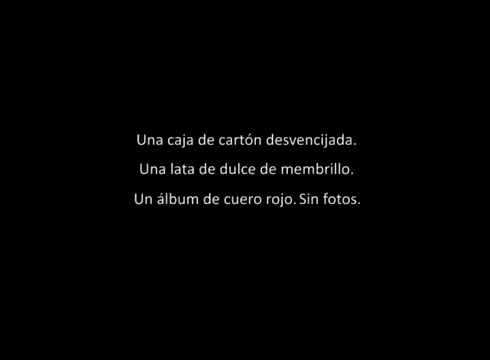 Una caja de cartón desvencijada.
Una lata de dulce de membrillo.
Un álbum de cuero rojo. Sin fotos.